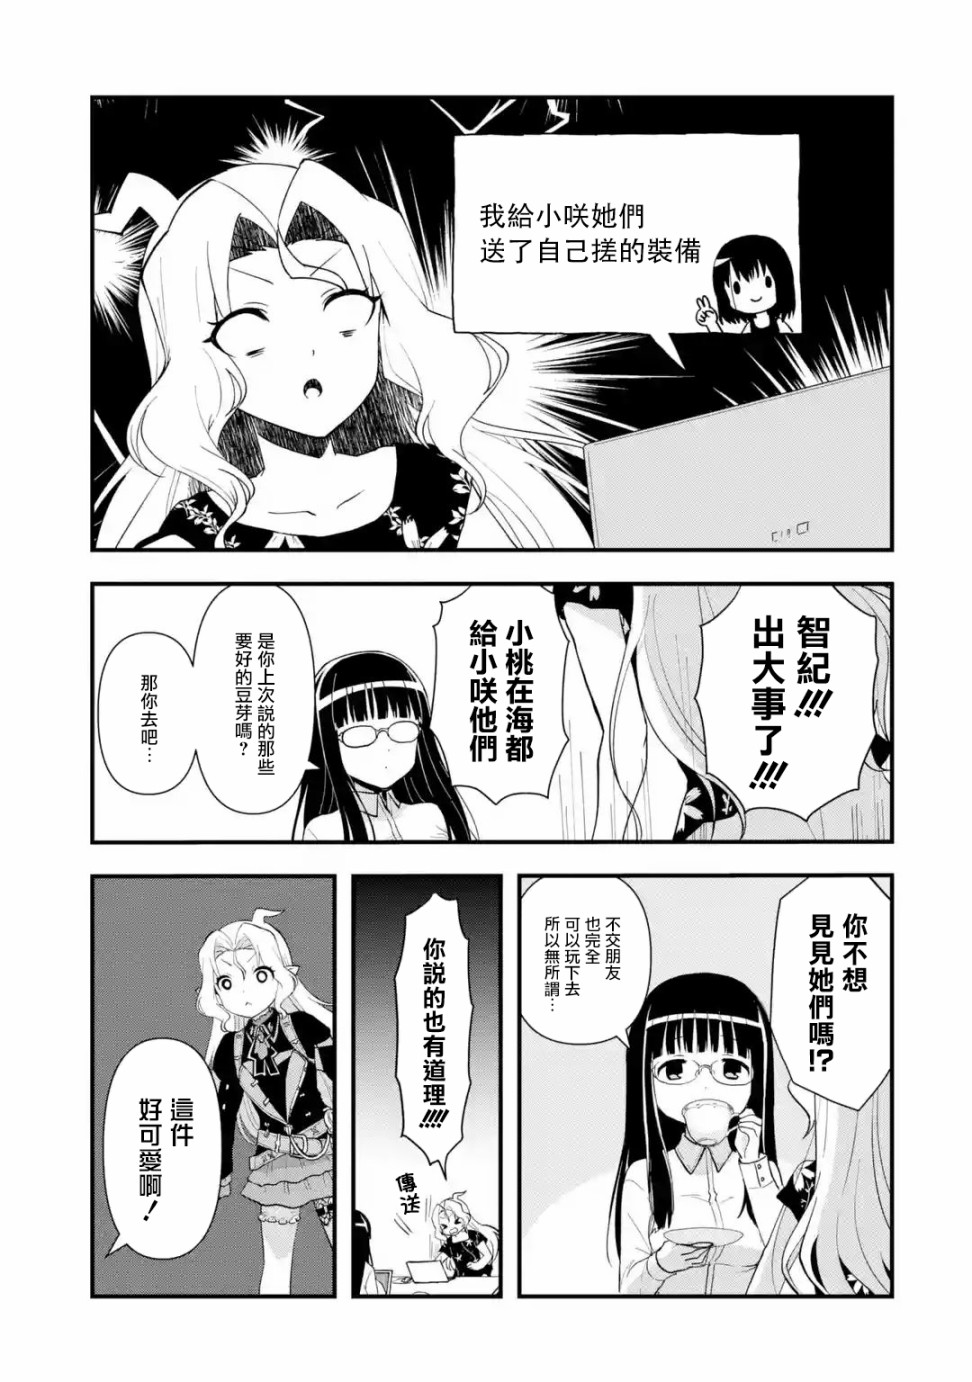 我給小咲她們
送了自己搓的裝備
智紀!!!
出大事了!!!
小桃在海都
給小咲他們
是你上次説的那些
要好的豆芽嗎？
那你去吧…
你不想
見見她們嗎!?
不交朋友
也完全
可以玩下去
所以無所謂…
你説的也有道理!!!!
傳送
這件
好可愛啊！